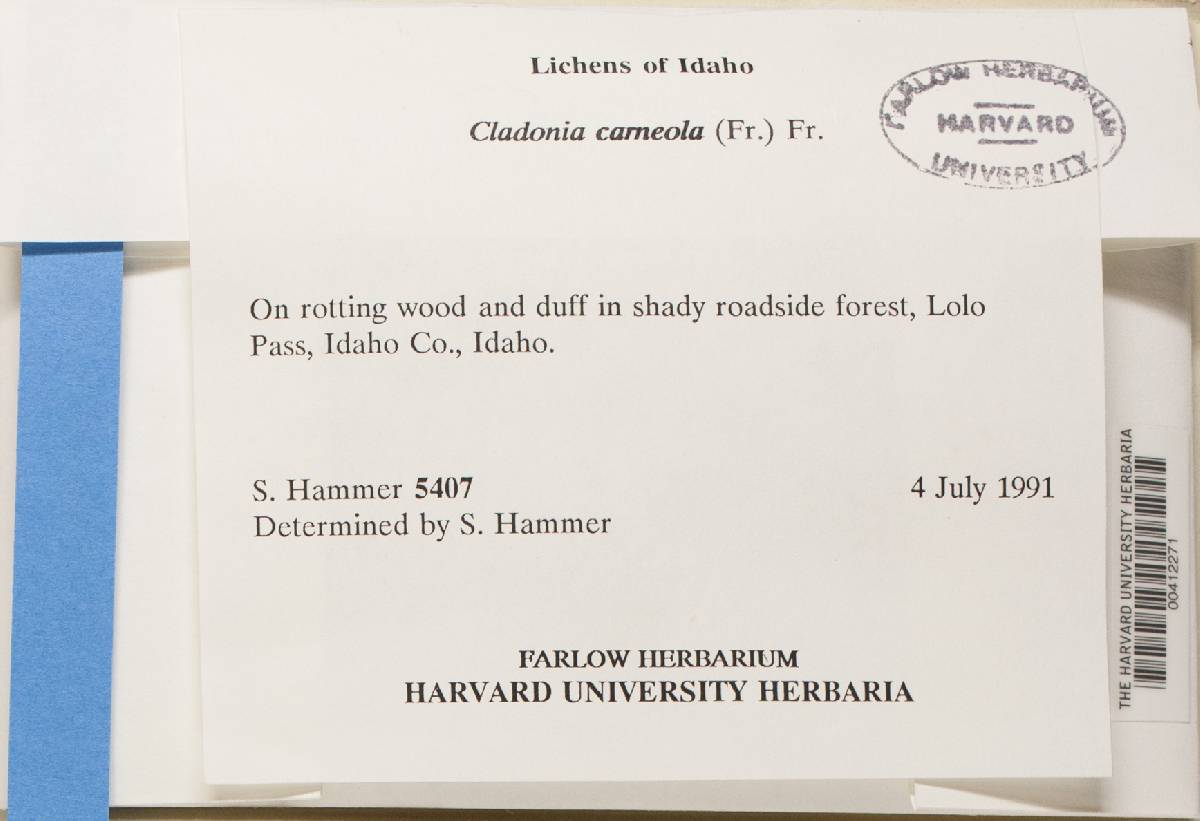 Lichens of Idaho
Cladonia carneola (Fr.) Fr.
FARLOW HERBARIUM
HARVARD
UNIVERSITY
On rotting wood and duff in shady roadside forest, Lolo
Pass, Idaho Co., Idaho.
S. Hammer 5407
4 July 1991
Determined by S. Hammer
FARLOW HERBARIUM
HARVARD UNIVERSITY HERBARIA
THE HARVARD UNIVERSITY HERBARIA
00412271